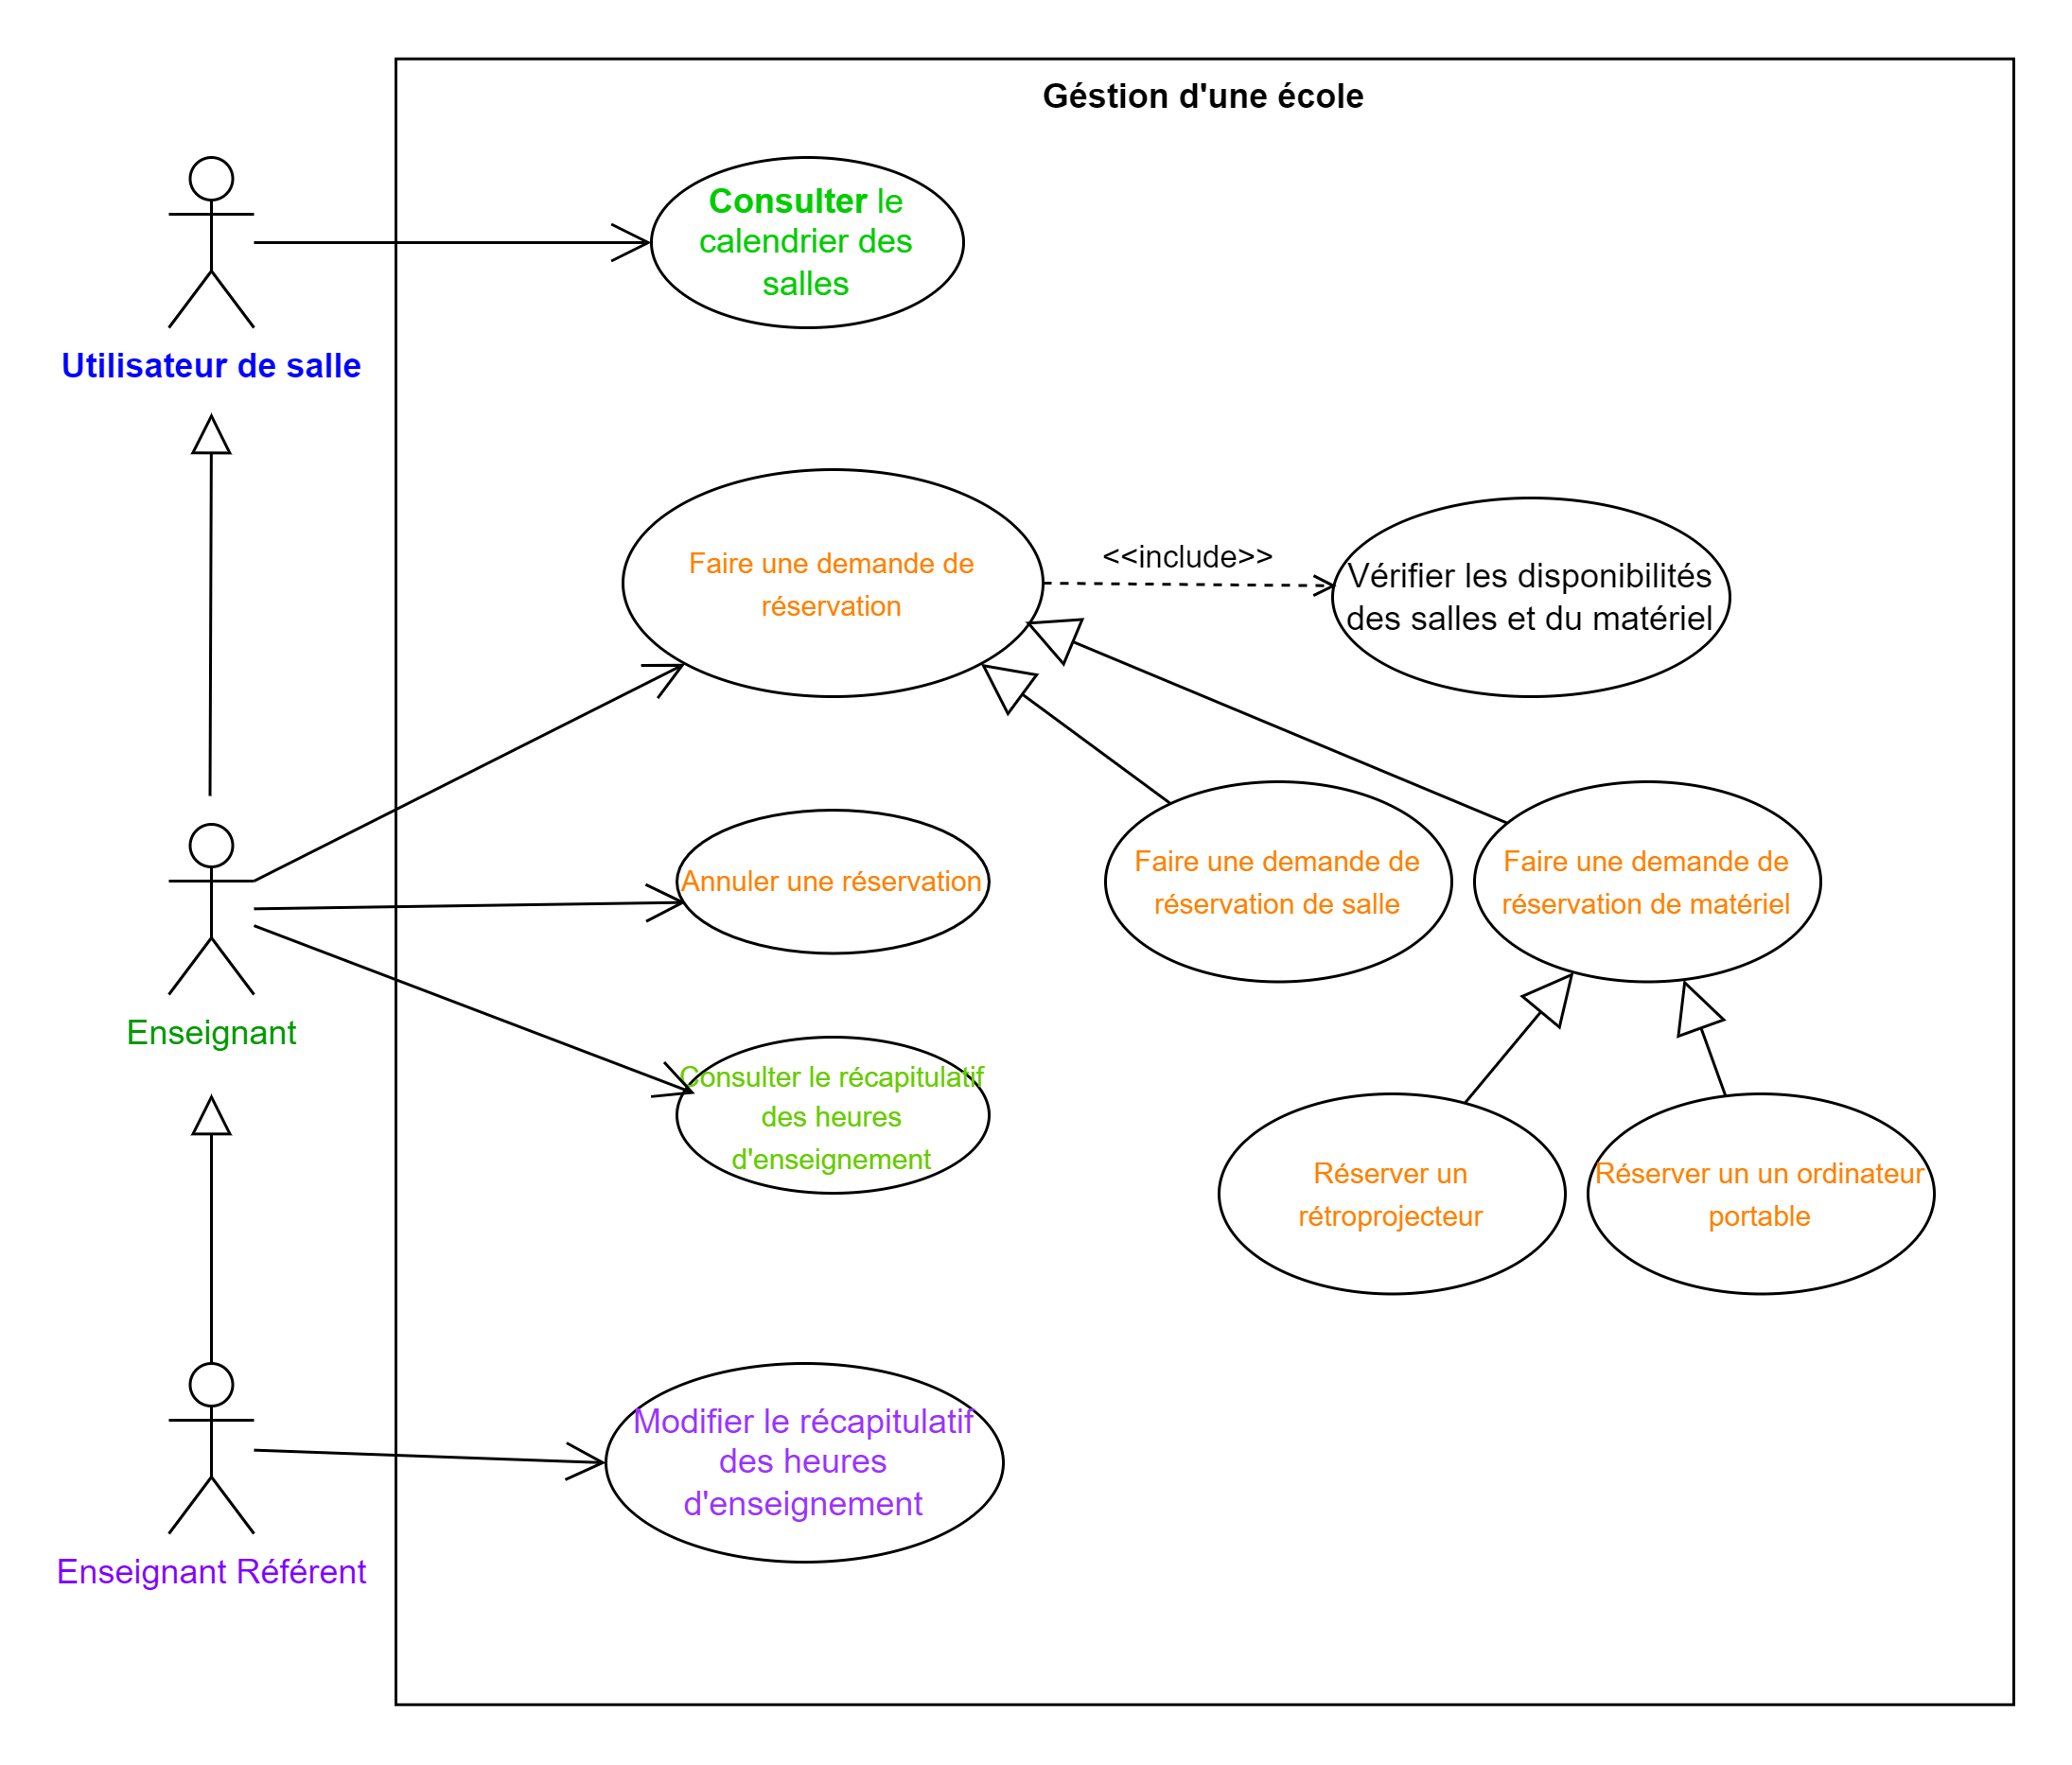 Géstion d'une école
Consulter le
calendrier des
salles
Utilisateur de salle
Faire une demande de
réservation
<<include>>
Vérifier les disponibilités
des salles et du matériel
Annuler une réservation
Faire une demande de
réservation de salle
Faire une demande de
réservation de matériel
Enseignant
Consulter le récapitulatif
des heures
d'enseignement
Réserver un
rétroprojecteur
Réserver un un ordinateur
portable
Modifier le récapitulatif
des heures
d'enseignement
Enseignant Référent